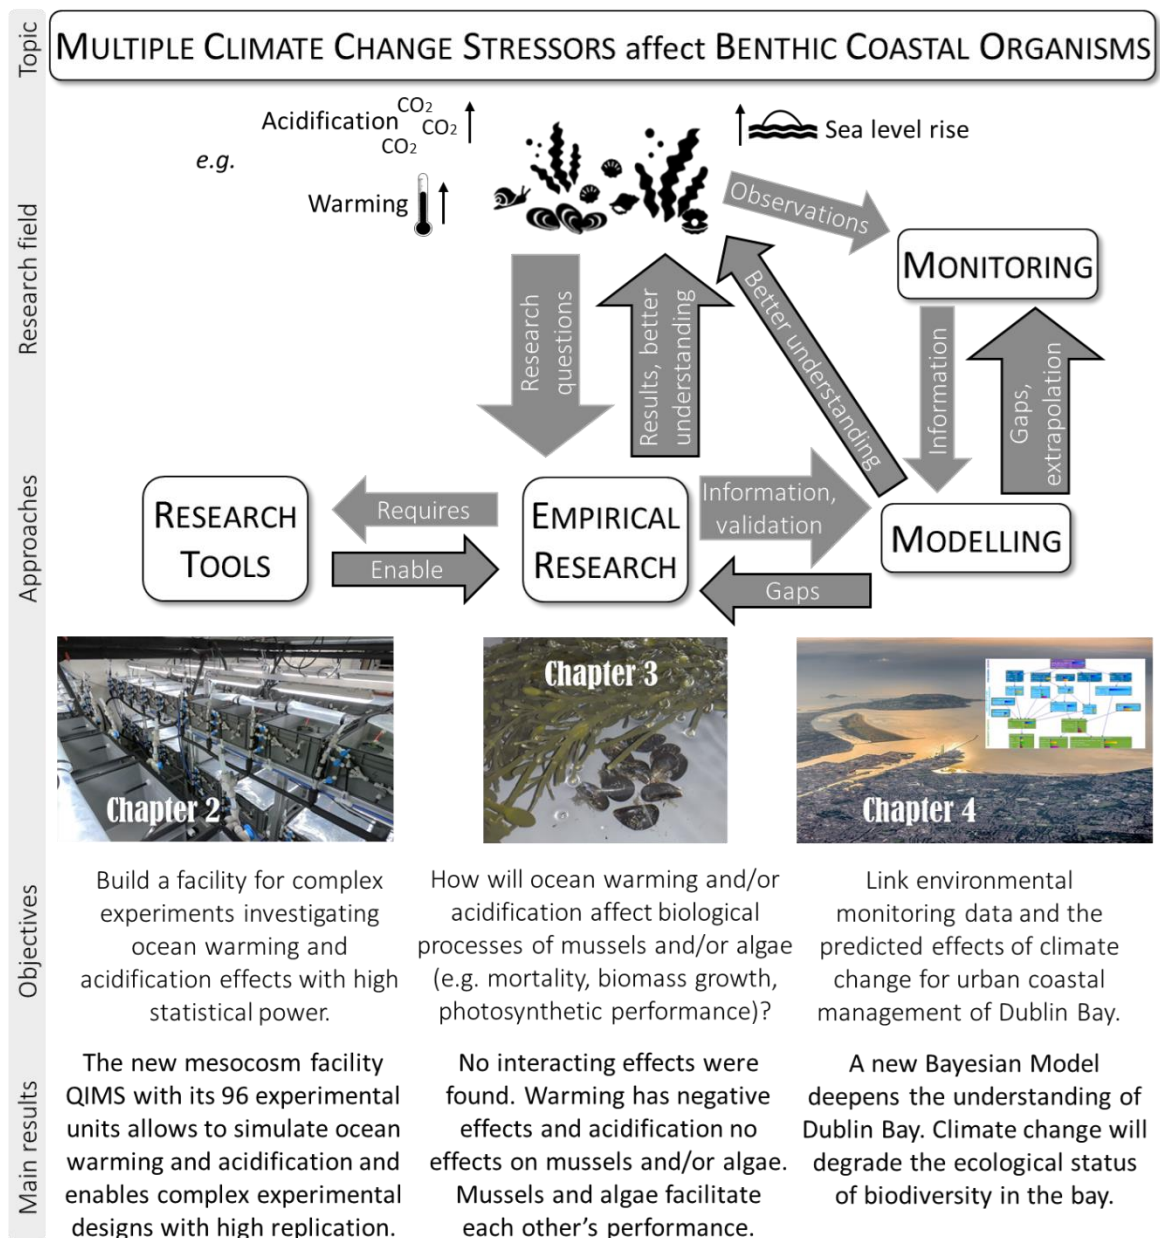 Topic
MULTIPLE CLIMATE CHANGE STRESSORS affect BENTHIC COASTAL ORGANISMS
Research field
e.g.
Acidification
CO2
CO2
CO2
Warming
Sea level rise
Observations
MONITORING
Research
questions
Results, better
understanding
Better understanding
Information
Gaps,
extrapolation
Approaches
RESEARCH
TOOLS
Requires
Enable
EMPIRICAL
RESEARCH
Information,
validation
Gaps
MODELLING
Chapter 2
Chapter 3
Chapter 4
Objectives
Build a facility for complex
experiments investigating
ocean warming and
acidification effects with high
statistical power.
How will ocean warming and/or
acidification affect biological
processes of mussels and/or algae
(e.g. mortality, biomass growth,
photosynthetic performance)?
Link environmental
monitoring data and the
predicted effects of climate
change for urban coastal
management of Dublin Bay.
Main results
The new mesocosm facility
QIMS with its 96 experimental
units allows to simulate ocean
warming and acidification and
enables complex experimental
designs with high replication.
No interacting effects were
found. Warming has negative
effects and acidification no
effects on mussels and/or algae.
Mussels and algae facilitate
each other's performance.
A new Bayesian Model
deepens the understanding of
Dublin Bay. Climate change will
degrade the ecological status
of biodiversity in the bay.